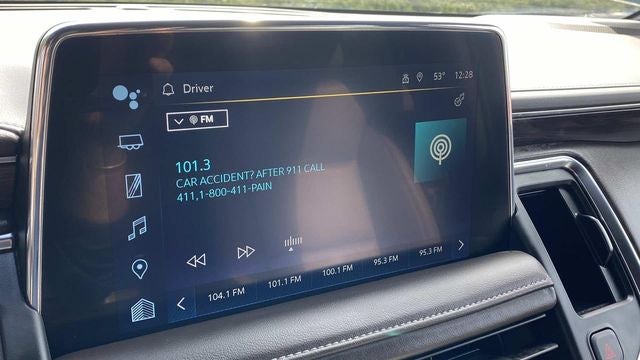 Driver
53° 12:28
FM
101.3
CAR ACCIDENT? AFTER 911 CALL
411,1-800-411-PAIN
104.1 FM 101.1 FM 100.1 FM 95.3 FM 95.3 FM